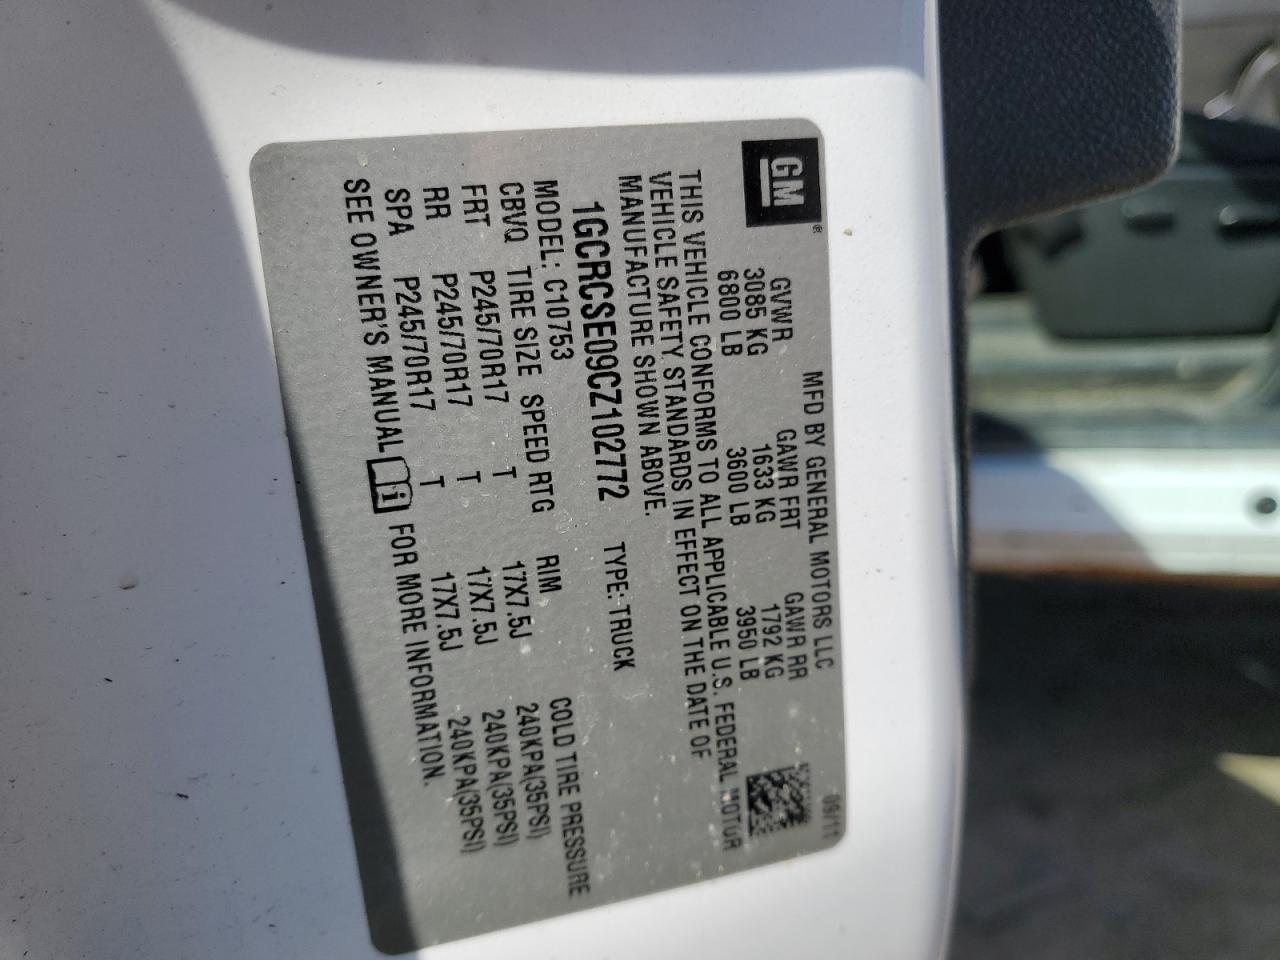 GM®
MFD BY GENERAL MOTORS LLC 09/11
GVWR GAWR FRT GAWR RR
3085 KG 1633 KG 1792 KG
6800 LB 3600 LB 3950 LB
THIS VEHICLE CONFORMS TO ALL APPLICABLE U.S. FEDERAL MOTOR
VEHICLE SAFETY STANDARDS IN EFFECT ON THE DATE OF
MANUFACTURE SHOWN ABOVE.
1GCRCSE09CZ102772 TYPE: TRUCK
MODEL: C10753
CBVQ TIRE SIZE SPEED RTG RIM COLD TIRE PRESSURE
FRT P245/70R17 T 17X7.5J 240KPA(35PSI)
RR P245/70R17 T 17X7.5J 240KPA(35PSI)
SPA P245/70R17 T 17X7.5J 240KPA(35PSI)
SEE OWNER'S MANUAL i FOR MORE INFORMATION.